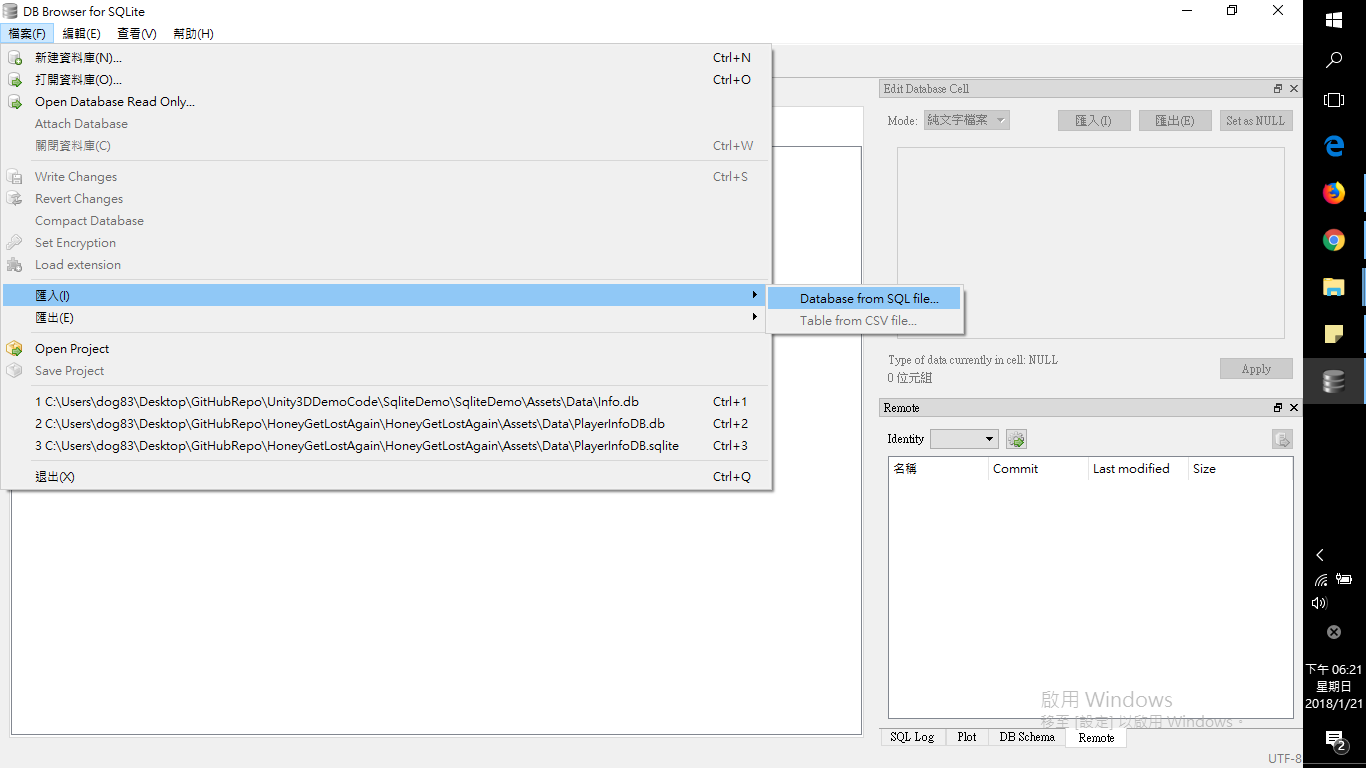 DB Browser for SQLite
檔案(F) 編輯(E) 查看(V) 幫助(H)
新建資料庫(N)... Ctrl+N
打開資料庫(O)... Ctrl+O
Open Database Read Only...
Attach Database
關閉資料庫(C) Ctrl+W
Write Changes Ctrl+S
Revert Changes
Compact Database
Set Encryption
Load extension
匯入(I)
匯出(E)
Open Project
Save Project
1 C:\Users\dog83\Desktop\GitHubRepo\Unity3DDemoCode\SqliteDemo\SqliteDemo\Assets\Data\Info.db Ctrl+1
2 C:\Users\dog83\Desktop\GitHubRepo\HoneyGetLostAgain\HoneyGetLostAgain\Assets\Data\PlayerInfoDB.db Ctrl+2
3 C:\Users\dog83\Desktop\GitHubRepo\HoneyGetLostAgain\HoneyGetLostAgain\Assets\Data\PlayerInfoDB.sqlite Ctrl+3
退出(X) Ctrl+Q
Database from SQL file...
Table from CSV file...
Edit Database Cell
Mode: 純文字檔案 匯入(I) 匯出(E) Set as NULL
Type of data currently in cell: NULL
0 位元組
Apply
Remote
Identity
名稱 Commit Last modified Size
啟用 Windows
移至 [設定] 以啟用 Windows。
SQL Log Plot DB Schema Remote
UTF-8
下午 06:21
星期日
2018/1/21
2